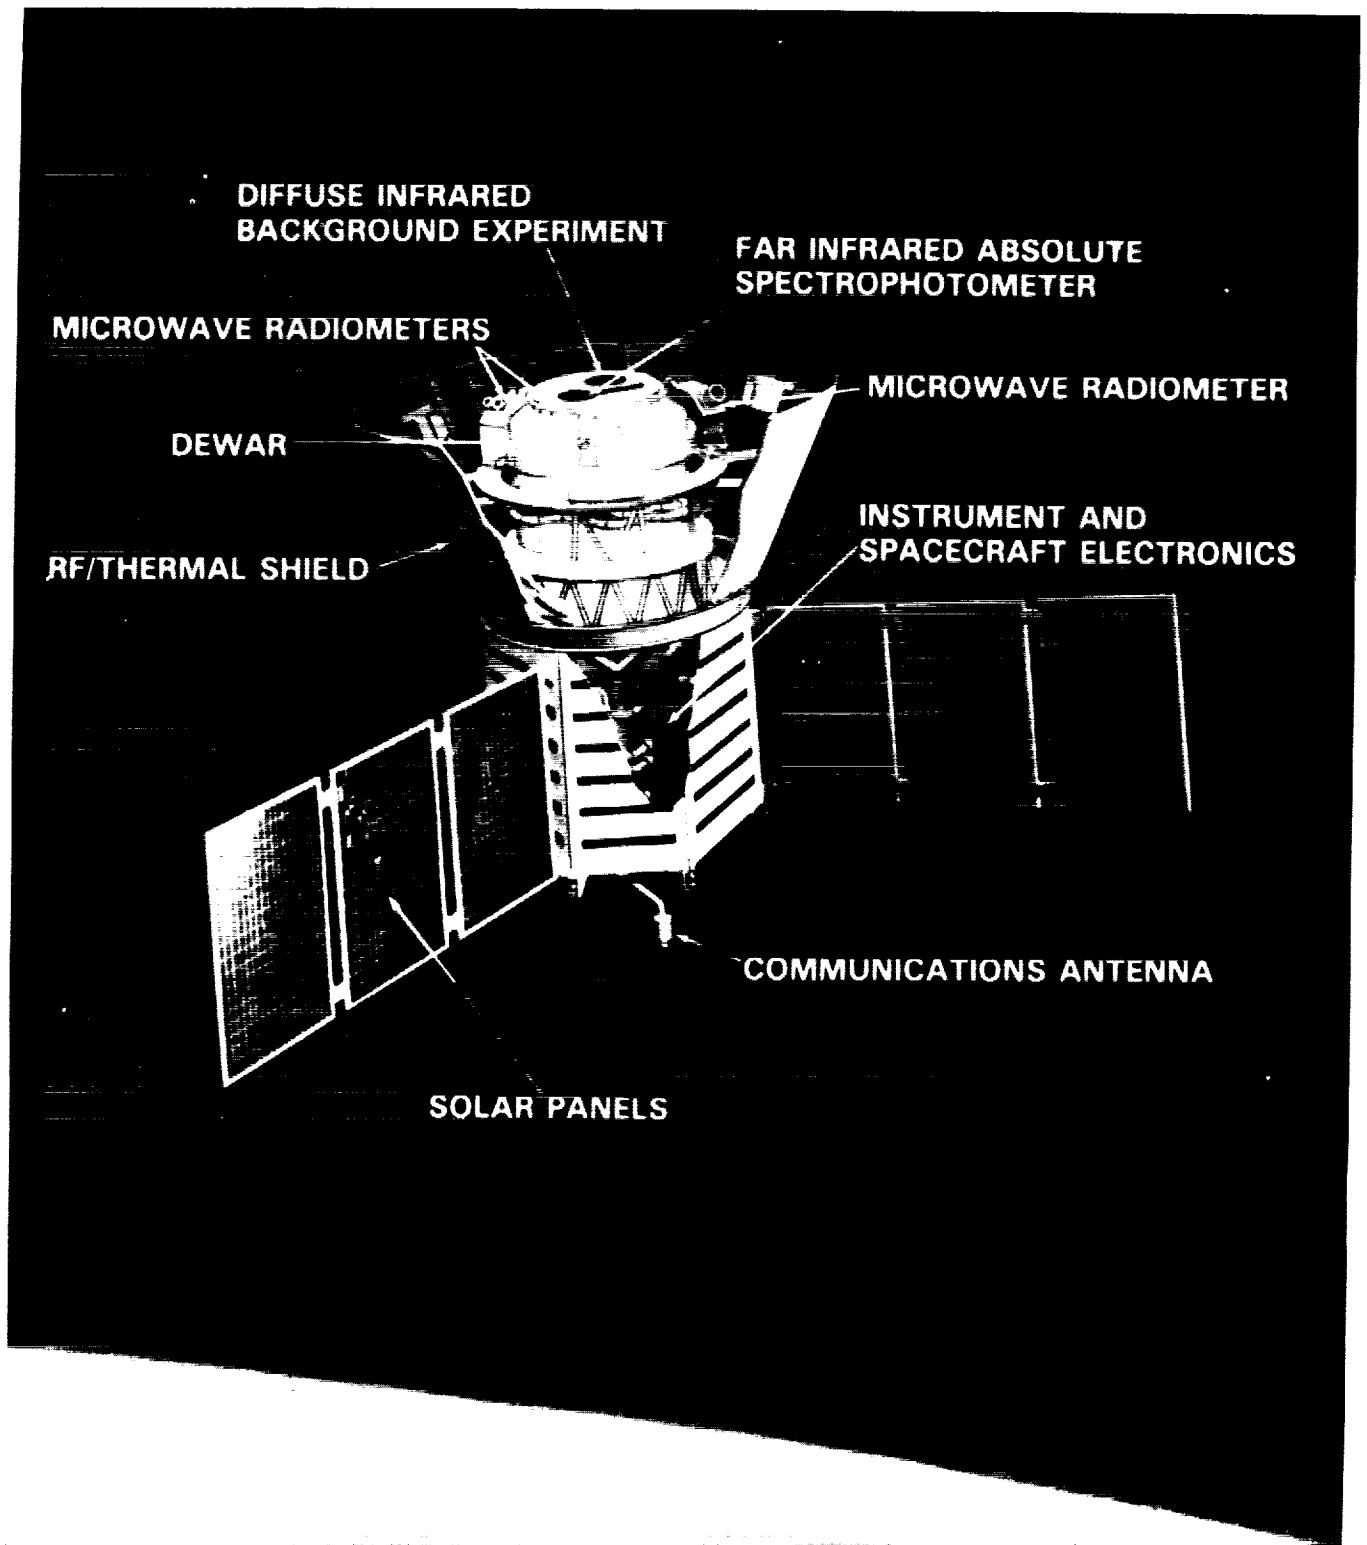 DIFFUSE INFRARED
BACKGROUND EXPERIMENT
FAR INFRARED ABSOLUTE
SPECTROPHOTOMETER
MICROWAVE RADIOMETERS
MICROWAVE RADIOMETER
DEWAR
INSTRUMENT AND
SPACECRAFT ELECTRONICS
RF/THERMAL SHIELD
COMMUNICATIONS ANTENNA
SOLAR PANELS